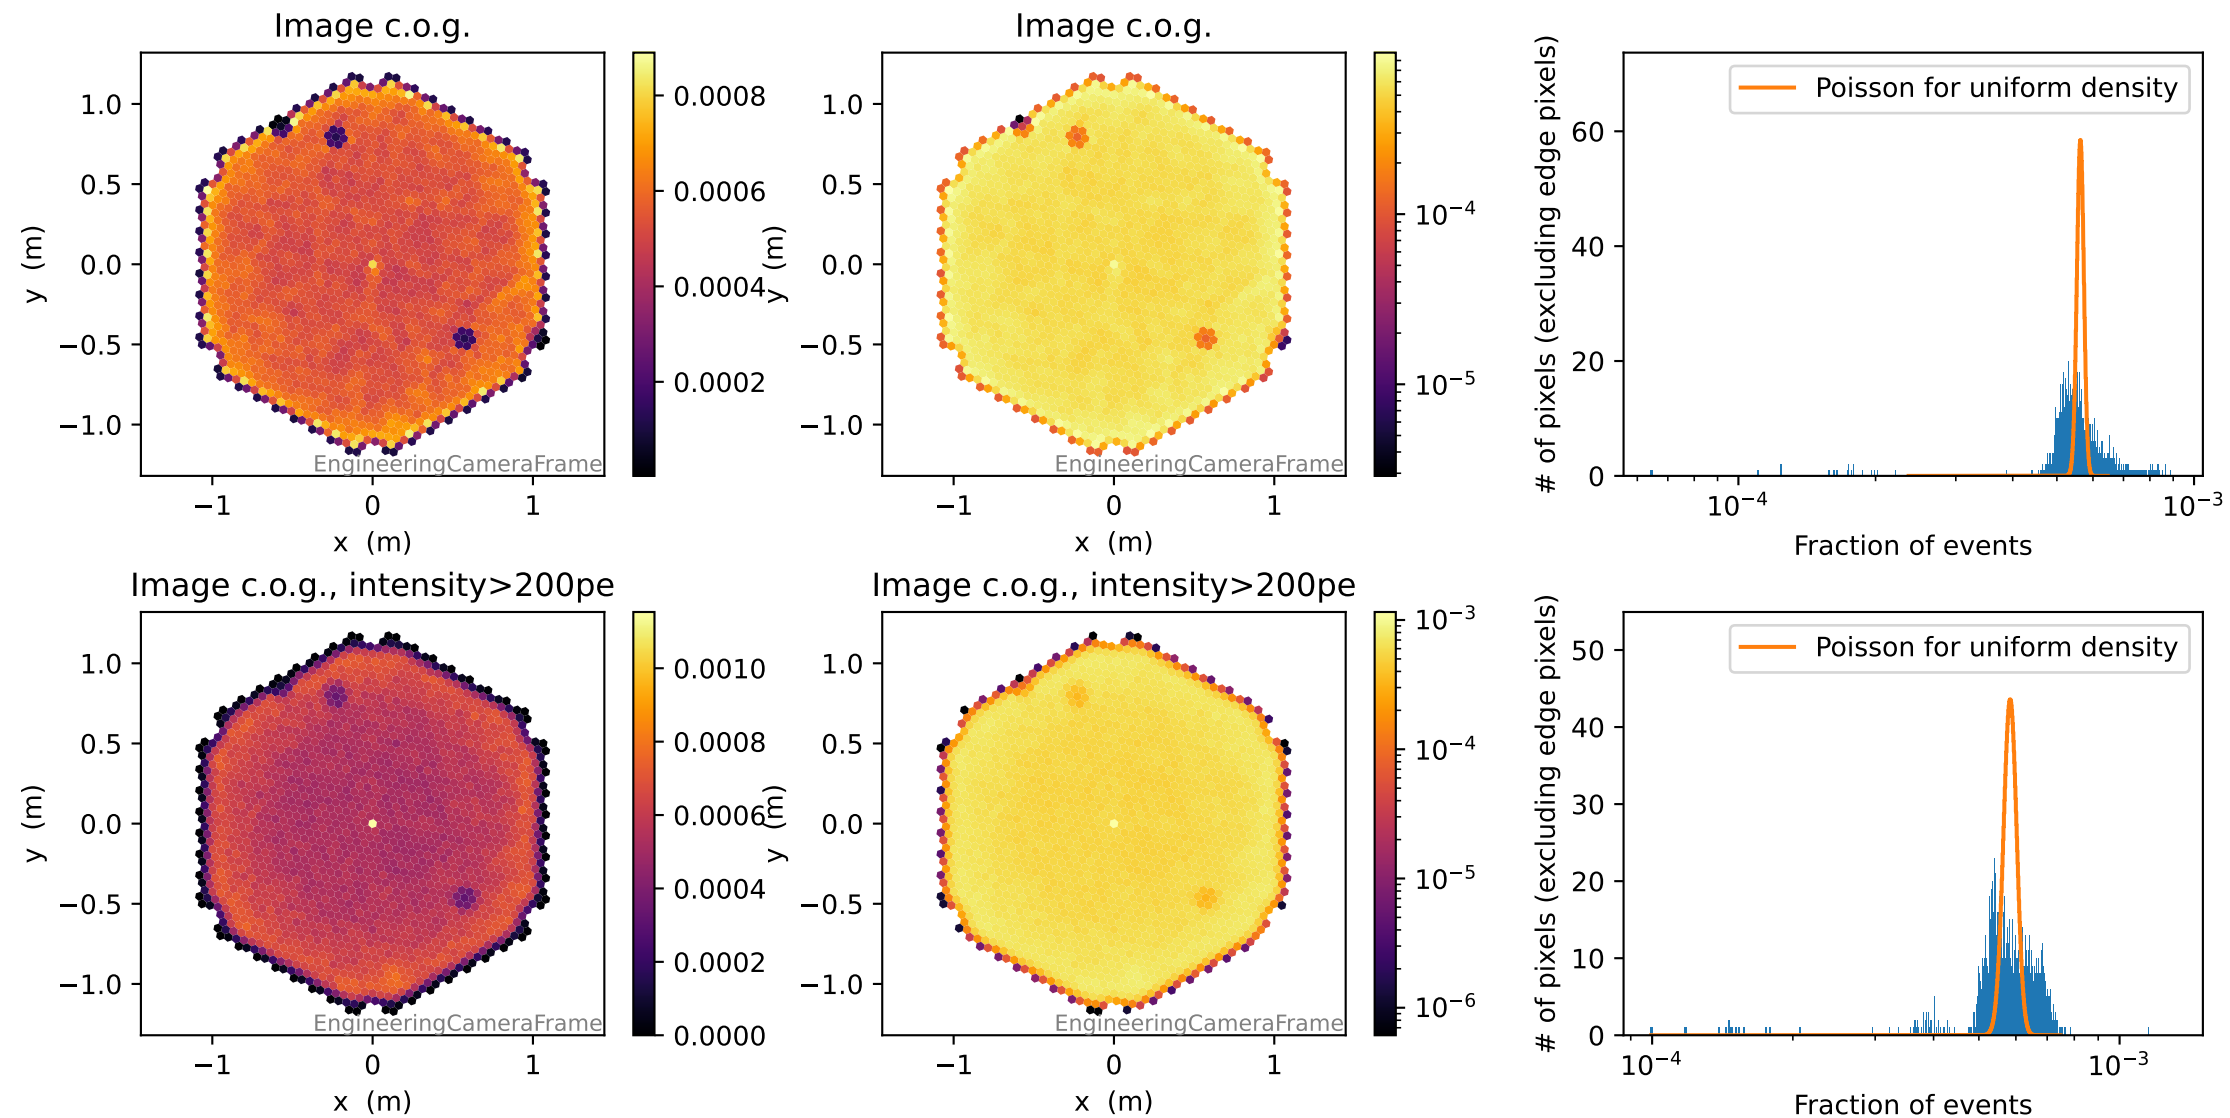 Image c.o.g.
1.0
0.5
0.0
−0.5
−1.0
y (m)
−1
0
1
x (m)
EngineeringCameraFrame
0.0008
0.0006
0.0004
0.0002
Image c.o.g.
1.0
0.5
0.0
−0.5
−1.0
y (m)
−1
0
1
x (m)
EngineeringCameraFrame
10⁻⁴
10⁻⁵
# of pixels (excluding edge pixels)
60
40
20
0
Poisson for uniform density
10⁻⁴
10⁻³
Fraction of events
Image c.o.g., intensity>200pe
1.0
0.5
0.0
−0.5
−1.0
y (m)
−1
0
1
x (m)
EngineeringCameraFrame
0.0010
0.0008
0.0006
0.0004
0.0002
0.0000
Image c.o.g., intensity>200pe
1.0
0.5
0.0
−0.5
−1.0
y (m)
−1
0
1
x (m)
EngineeringCameraFrame
10⁻³
10⁻⁴
10⁻⁵
10⁻⁶
# of pixels (excluding edge pixels)
50
40
30
20
10
0
Poisson for uniform density
10⁻⁴
10⁻³
Fraction of events